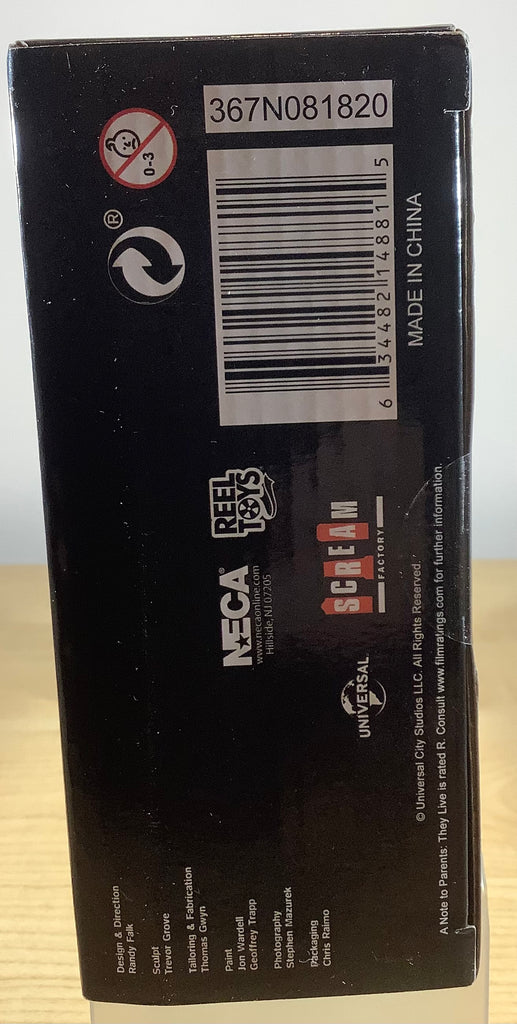 Design & Direction
Randy Falk
Sculpt
Trevor Grove
Tailoring & Fabrication
Thomas Gwyn
Paint
Jon Wardell
Geoffrey Trapp
Photography
Stephen Mazurek
Packaging
Chris Raimo
NECA®
www.necaonline.com
Hillside, NJ 07205
REEL
TOYS
UNIVERSAL
SCREAM
FACTORY
© Universal City Studios LLC. All Rights Reserved.
A Note to Parents: They Live is rated R. Consult www.filmratings.com for further information.
®
0-3
367N081820
6 34482 14881 5
MADE IN CHINA